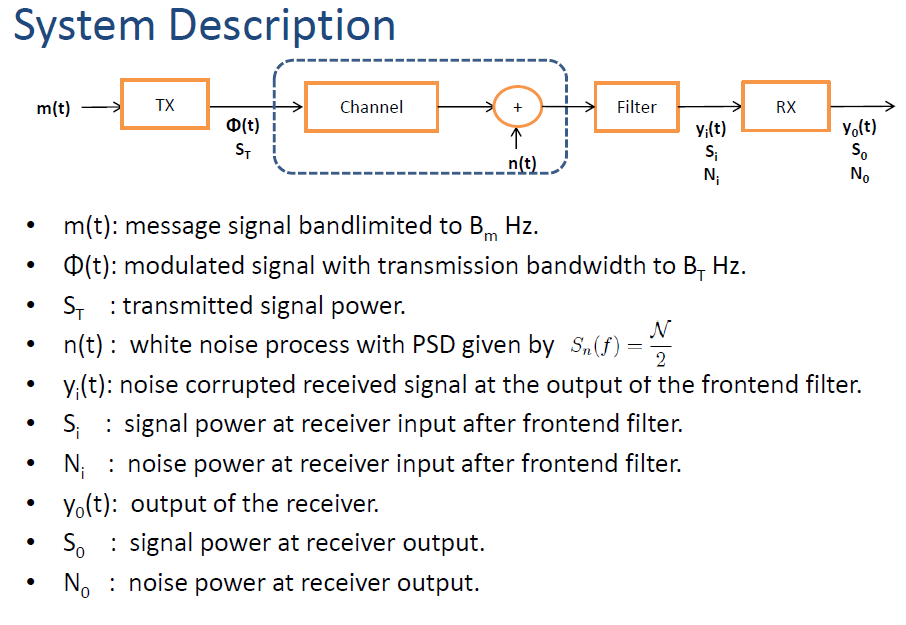 System Description
m(t)
TX
Φ(t)
S_T
Channel
+
n(t)
Filter
y_i(t)
S_i
N_i
RX
y_0(t)
S_0
N_0
• m(t): message signal bandlimited to B_m Hz.
• Φ(t): modulated signal with transmission bandwidth to B_T Hz.
• S_T : transmitted signal power.
• n(t) : white noise process with PSD given by S_n(f) = 𝒩/2
• y_i(t): noise corrupted received signal at the output of the frontend filter.
• S_i : signal power at receiver input after frontend filter.
• N_i : noise power at receiver input after frontend filter.
• y_0(t): output of the receiver.
• S_0 : signal power at receiver output.
• N_0 : noise power at receiver output.